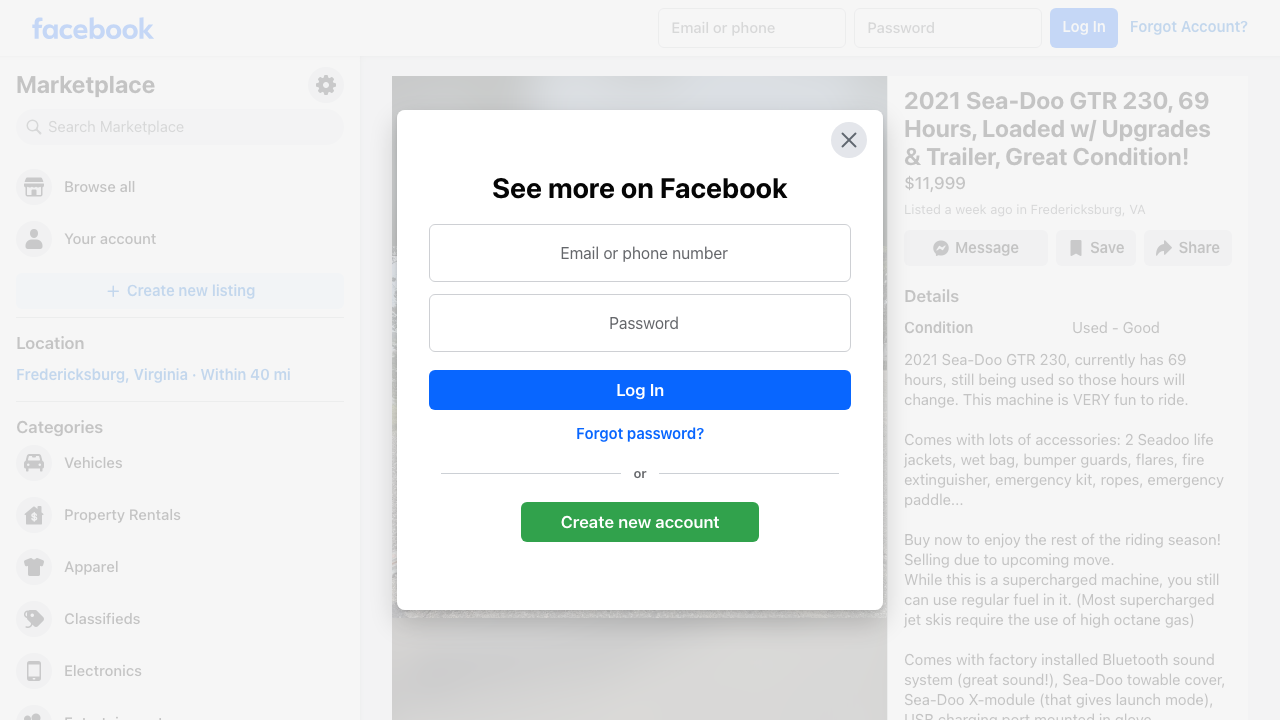 facebook
Email or phone
Password
Log In
Forgot Account?
Marketplace
Search Marketplace
Browse all
Your account
Create new listing
Location
Fredericksburg, Virginia · Within 40 mi
Categories
Vehicles
Property Rentals
Apparel
Classifieds
Electronics
See more on Facebook
Email or phone number
Password
Log In
Forgot password?
or
Create new account
2021 Sea-Doo GTR 230, 69
Hours, Loaded w/ Upgrades
& Trailer, Great Condition!
$11,999
Listed a week ago in Fredericksburg, VA
Message
Save
Share
Details
Condition
Used - Good
2021 Sea-Doo GTR 230, currently has 69
hours, still being used so those hours will
change. This machine is VERY fun to ride.
Comes with lots of accessories: 2 Seadoo life
jackets, wet bag, bumper guards, flares, fire
extinguisher, emergency kit, ropes, emergency
paddle...
Buy now to enjoy the rest of the riding season!
Selling due to upcoming move.
While this is a supercharged machine, you still
can use regular fuel in it. (Most supercharged
jet skis require the use of high octane gas)
Comes with factory installed Bluetooth sound
system (great sound!), Sea-Doo towable cover,
Sea-Doo X-module (that gives launch mode),
USB charging port mounted in glove